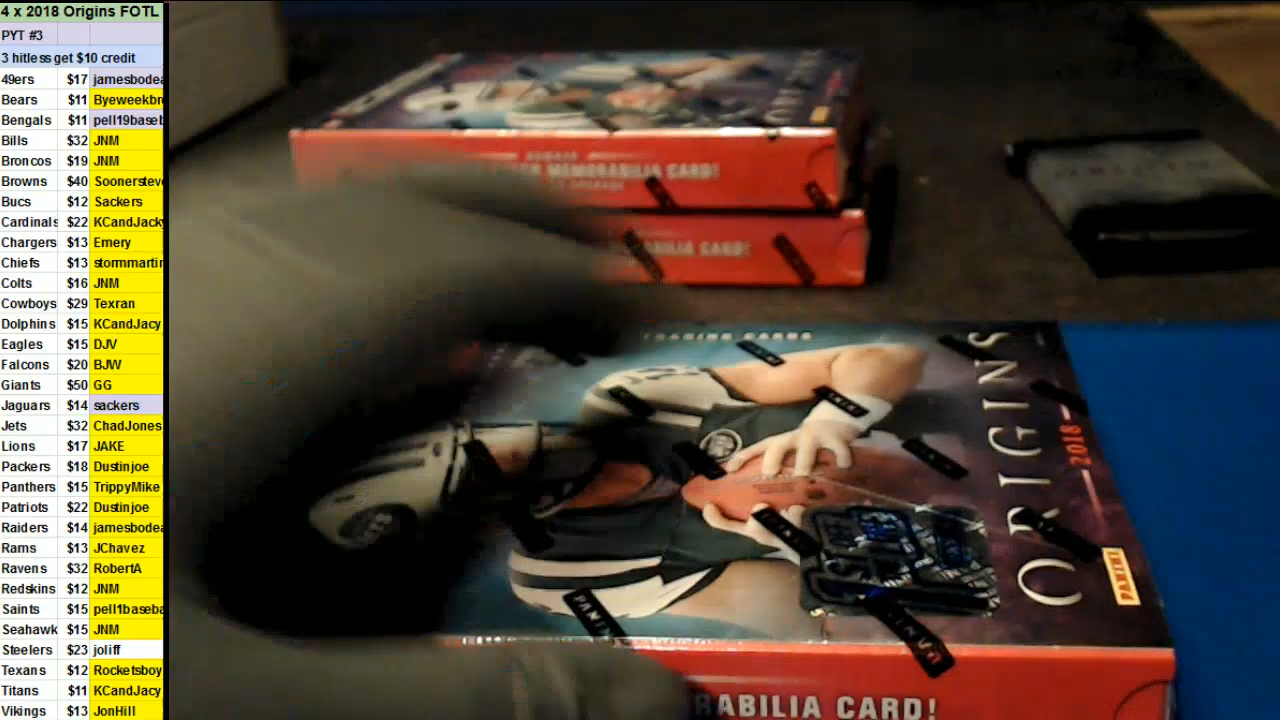 4 x 2018 Origins FOTL
PYT #3
3 hitless get $10 credit
49ers $17 jamesbodea
Bears $11 Byeweekbr
Bengals $11 pell19baseb
Bills $32 JNM
Broncos $19 JNM
Browns $40 Soonersteve
Bucs $12 Sackers
Cardinals $22 KCandJacky
Chargers $13 Emery
Chiefs $13 stormmartin
Colts $16 JNM
Cowboys $29 Texran
Dolphins $15 KCandJacy
Eagles $15 DJV
Falcons $20 BJW
Giants $50 GG
Jaguars $14 sackers
Jets $32 ChadJones
Lions $17 JAKE
Packers $18 Dustinjoe
Panthers $15 TrippyMike
Patriots $22 Dustinjoe
Raiders $14 jamesbodea
Rams $13 JChavez
Ravens $32 RobertA
Redskins $12 JNM
Saints $15 pell1baseba
Seahawk $15 JNM
Steelers $23 joliff
Texans $12 Rocketsboy
Titans $11 KCandJacy
Vikings $13 JonHill
MEMORABILIA CARD!
ABILIA CARD!
TRADING CARDS
ORIGINS
2018
PANINI
PANINI
PANINI
RABILIA CARD!